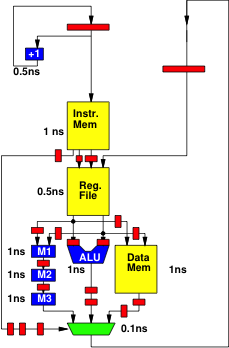 +1
0.5ns
Instr.
Mem
1 ns
Reg.
File
0.5ns
1ns M1
ALU
Data
Mem
1ns
1ns
1ns M2
1ns M3
0.1ns